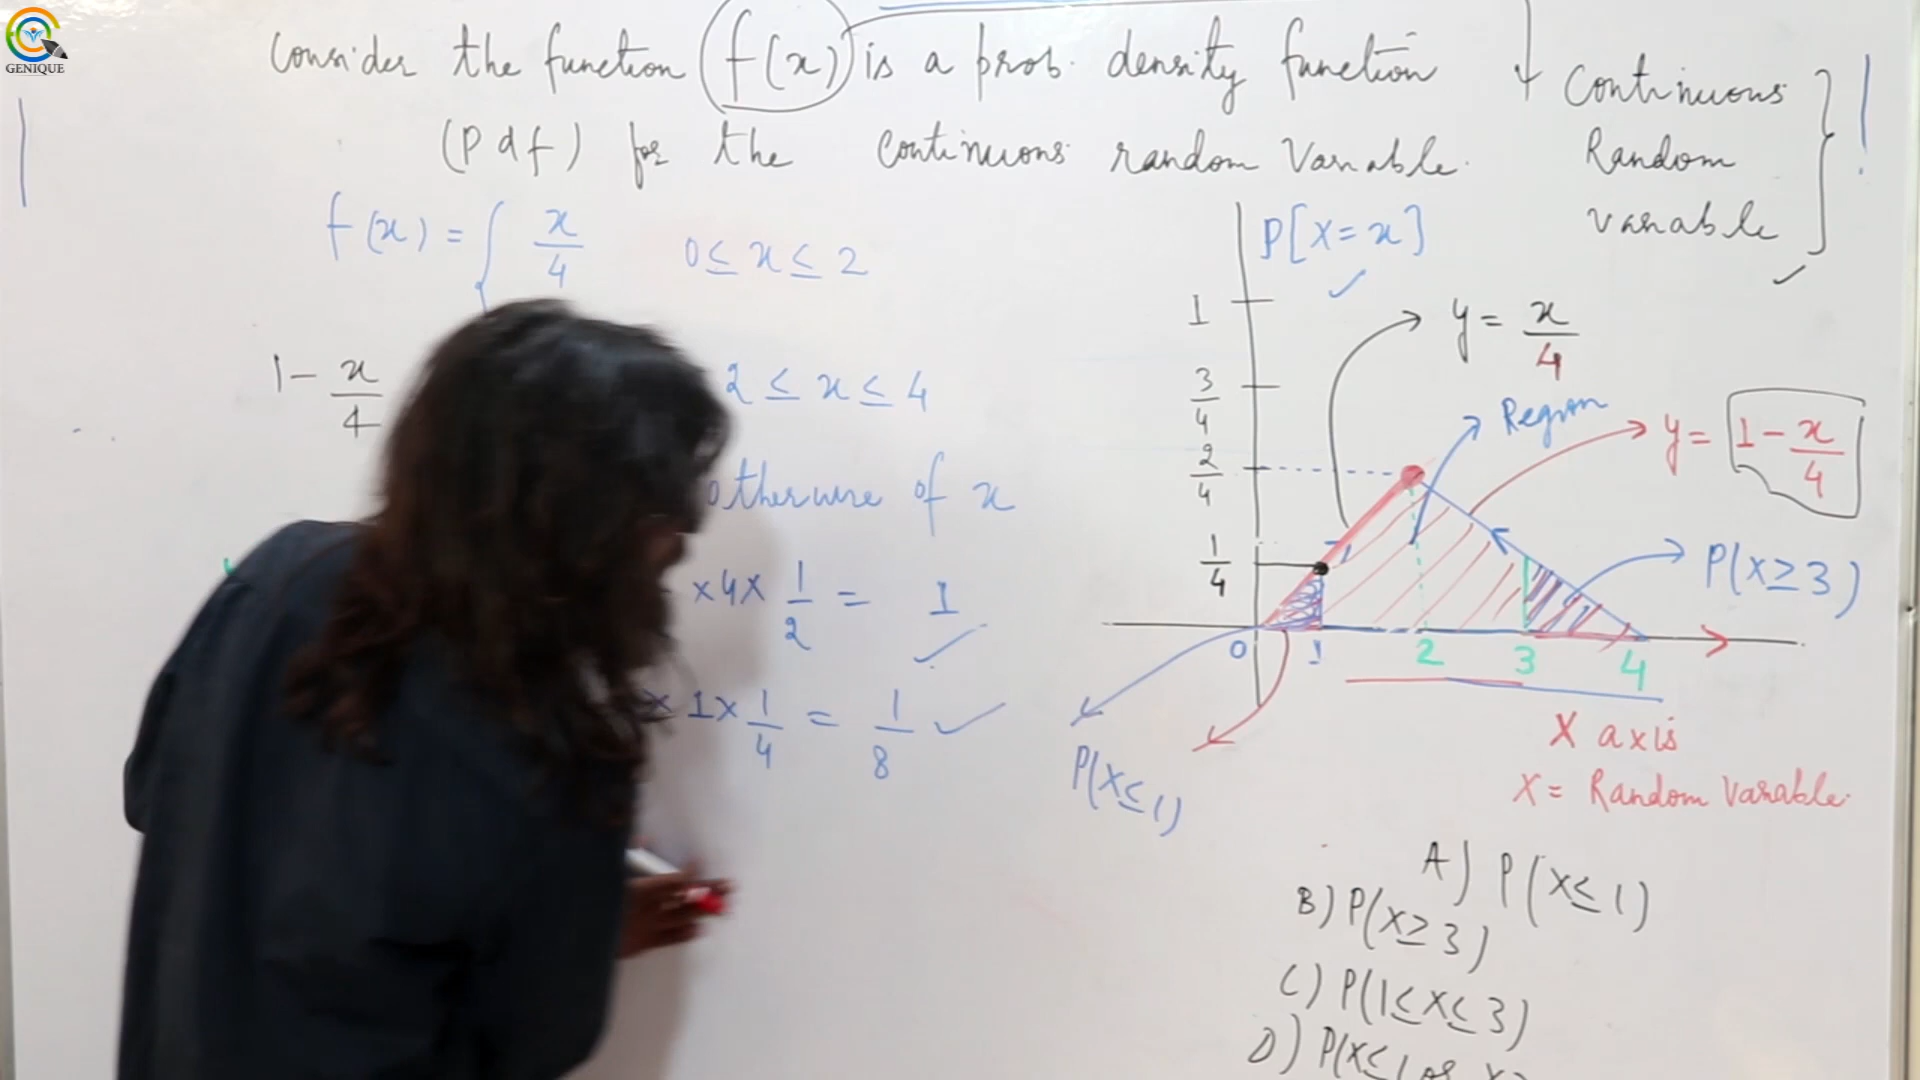 GENIQUE
Consider the function f(x) is a prob. density function
(Pdf) for the continuous random Variable.
Continuous
Random
variable
f(x) = { x/4 0 ≤ x ≤ 2
1 - x/4 2 ≤ x ≤ 4
otherwise of x
x4x 1/2 = 1
x 1 x 1/4 = 1/8
P[X = x]
1
3/4
2/4
1/4
y = x/4
Region
y = 1 - x/4
P(X ≥ 3)
0 1 2 3 4
P(X ≤ 1)
X axis
X = Random Variable.
A) P(X ≤ 1)
B) P(X ≥ 3)
C) P(1 ≤ X ≤ 3)
D) P(X ≤ 1 or X ≥